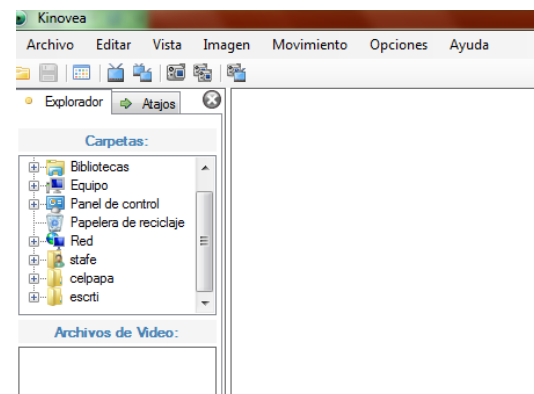 Kinovea
Archivo Editar Vista Imagen Movimiento Opciones Ayuda
Explorador Atajos
Carpetas:
Bibliotecas
Equipo
Panel de control
Papelera de reciclaje
Red
stafe
celpapa
escrti
Archivos de Video: